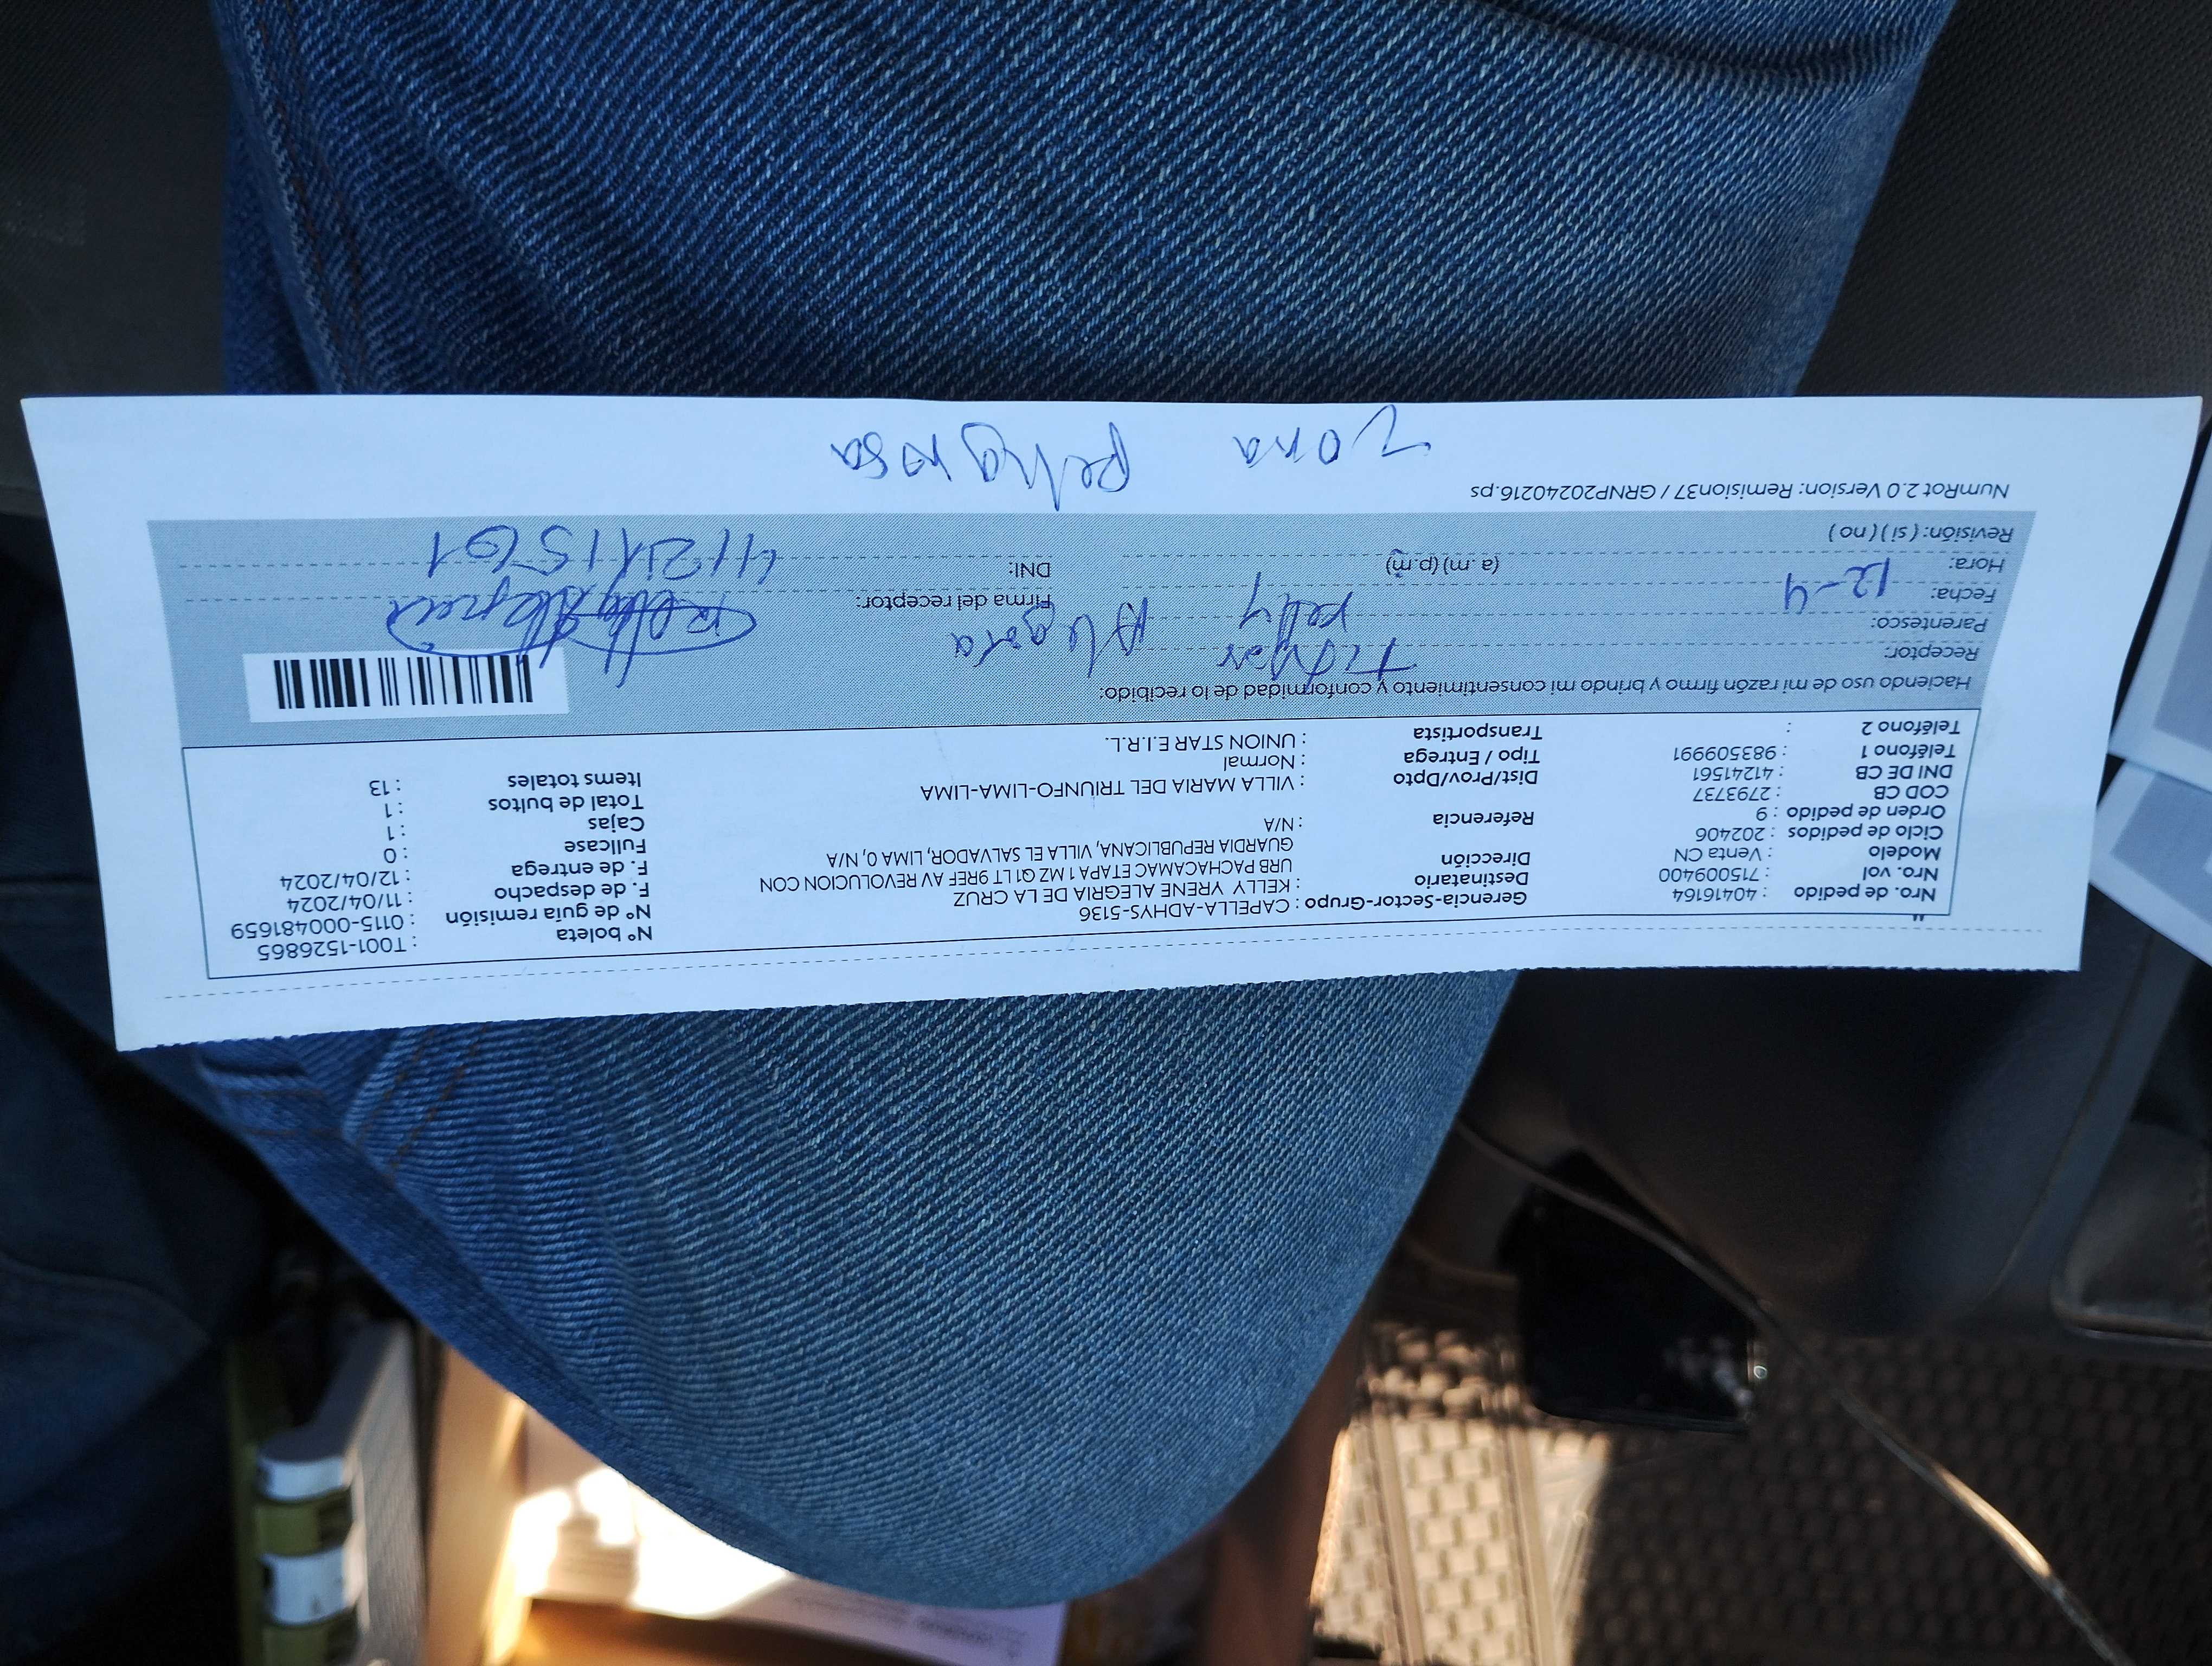 Nro. de pedido : 40416164
Nro. vol : 715009400
Modelo : Venta CN
Ciclo de pedidos : 202406
Orden de pedido : 9
COD CB : 2793737
DNI DE CB : 41241561
Teléfono 1 : 983509991
Teléfono 2 :
Gerencia-Sector-Grupo : CAPELLA-ADHYS-5136
Destinatario : KELLY YRENE ALEGRIA DE LA CRUZ
Dirección URB PACHACAMAC ETAPA 1 MZ Q1 LT 9REF AV REVOLUCION CON
GUARDIA REPUBLICANA, VILLA EL SALVADOR, LIMA 0, N/A
Referencia : N/A
Dist/Prov/Dpto : VILLA MARIA DEL TRIUNFO-LIMA-LIMA
Tipo / Entrega : Normal
Transportista : UNION STAR E.I.R.L.
N° boleta : T001-1526865
N° de guia remisión : 0115-000481659
F. de despacho : 11/04/2024
F. de entrega : 12/04/2024
Fullcase : 0
Cajas : 1
Total de bultos : 1
Items totales : 13
Haciendo uso de mi razón firmo y brindo mi consentimiento y conformidad de lo recibido:
Receptor:
Parentesco: Kelly
Fecha: 12-4
Firma del receptor:
Hora: (a .m) (p.m)
DNI:
Revisión: ( si ) ( no )
NumRot 2.0 Version: Remision37 / GRNP20240216.ps
Zona peligrosa